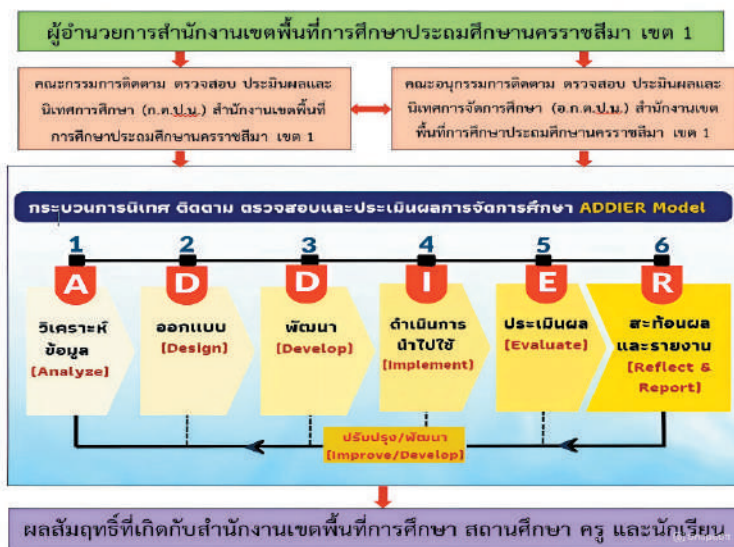 ผู้อำนวยการสำนักงานเขตพื้นที่การศึกษาประถมศึกษานครราชสีมา เขต 1
คณะกรรมการติดตาม ตรวจสอบ ประเมินผลและ
นิเทศการศึกษา (ก.ต.ป.น.) สำนักงานเขตพื้นที่
การศึกษาประถมศึกษานครราชสีมา เขต 1
คณะอนุกรรมการติดตาม ตรวจสอบ ประเมินผลและ
นิเทศการจัดการศึกษา (อ.ก.ต.ป.น.) สำนักงานเขต
พื้นที่การศึกษาประถมศึกษานครราชสีมา เขต 1
กระบวนการนิเทศ ติดตาม ตรวจสอบและประเมินผลการจัดการศึกษา ADDIER Model
1 2 3 4 5 6
A D D I E R
วิเคราะห์
ข้อมูล
(Analyze)
ออกแบบ
(Design)
พัฒนา
(Develop)
ดำเนินการ
นำไปใช้
(Implement)
ประเมินผล
(Evaluate)
สะท้อนผล
และรายงาน
(Reflect &
Report)
ปรับปรุง/พัฒนา
(Improve/Develop)
ผลสัมฤทธิ์ที่เกิดกับสำนักงานเขตพื้นที่การศึกษา สถานศึกษา ครู และนักเรียน